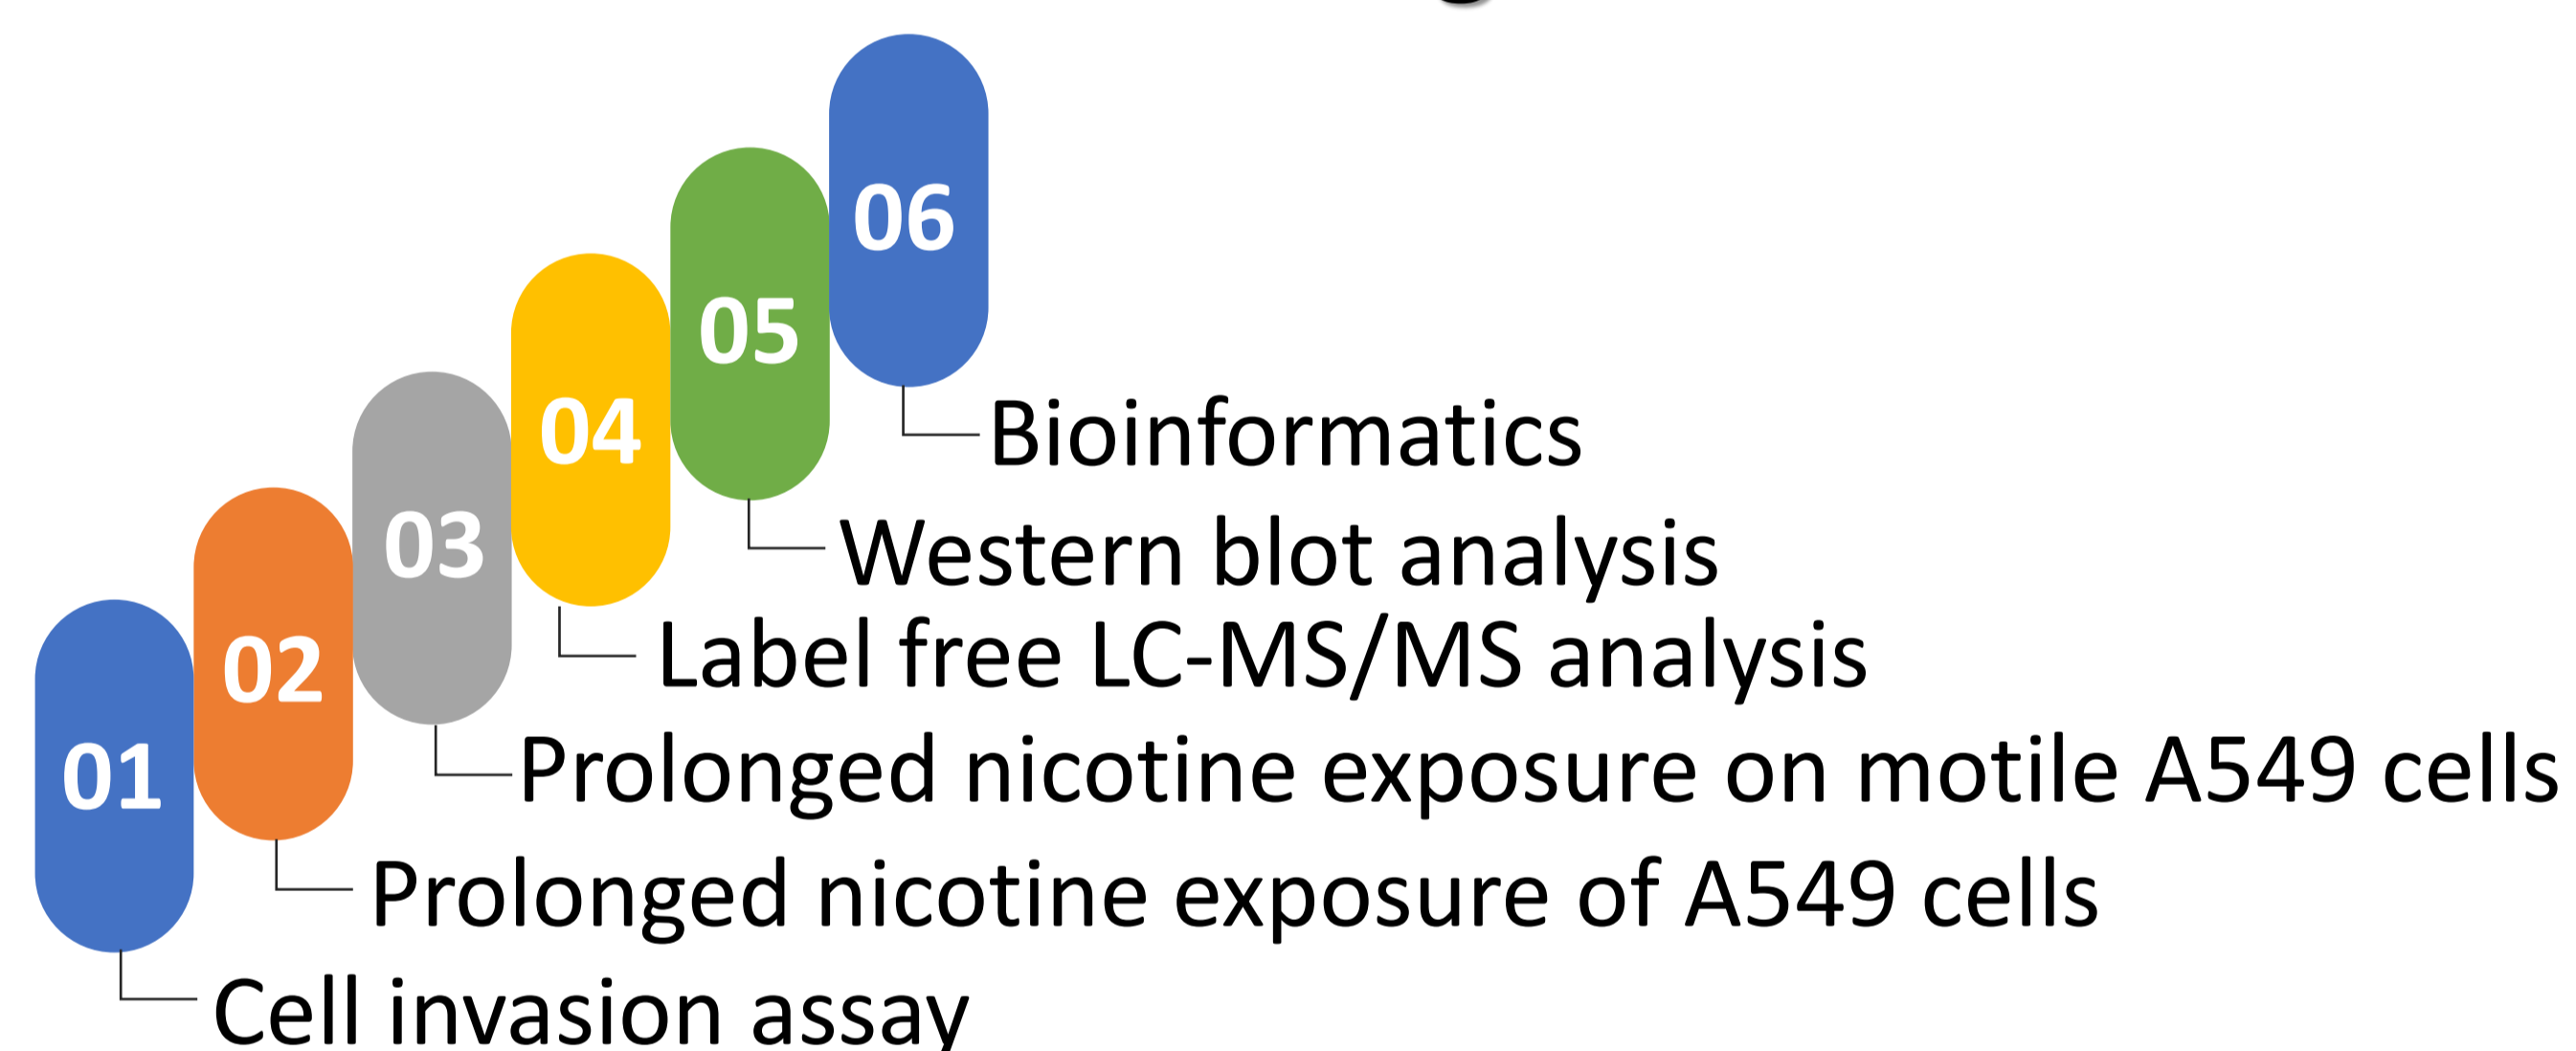 06
Bioinformatics
05
Western blot analysis
04
Label free LC-MS/MS analysis
03
Prolonged nicotine exposure on motile A549 cells
02
Prolonged nicotine exposure of A549 cells
01
Cell invasion assay